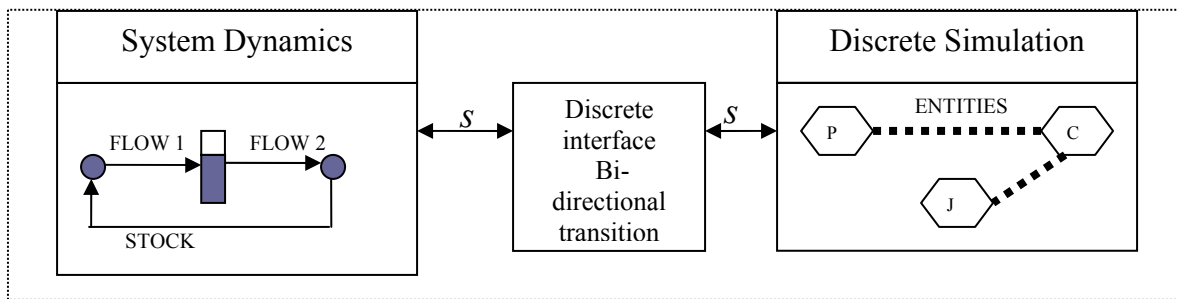 System Dynamics
FLOW 1
FLOW 2
STOCK
s
Discrete
interface
Bi-
directional
transition
s
Discrete Simulation
ENTITIES
P
C
J